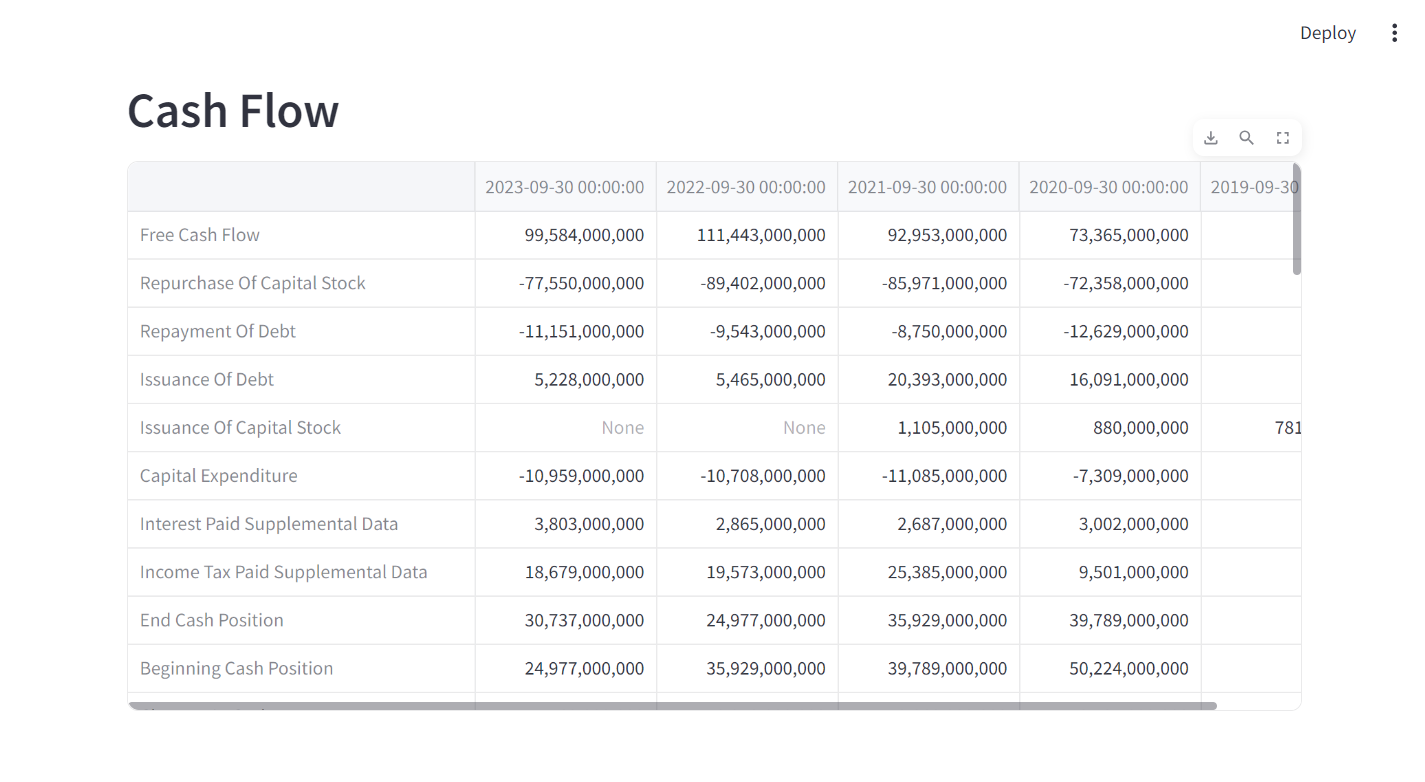 Deploy
Cash Flow
2023-09-30 00:00:00 2022-09-30 00:00:00 2021-09-30 00:00:00 2020-09-30 00:00:00 2019-09-30
Free Cash Flow 99,584,000,000 111,443,000,000 92,953,000,000 73,365,000,000
Repurchase Of Capital Stock -77,550,000,000 -89,402,000,000 -85,971,000,000 -72,358,000,000
Repayment Of Debt -11,151,000,000 -9,543,000,000 -8,750,000,000 -12,629,000,000
Issuance Of Debt 5,228,000,000 5,465,000,000 20,393,000,000 16,091,000,000
Issuance Of Capital Stock None None 1,105,000,000 880,000,000 781
Capital Expenditure -10,959,000,000 -10,708,000,000 -11,085,000,000 -7,309,000,000
Interest Paid Supplemental Data 3,803,000,000 2,865,000,000 2,687,000,000 3,002,000,000
Income Tax Paid Supplemental Data 18,679,000,000 19,573,000,000 25,385,000,000 9,501,000,000
End Cash Position 30,737,000,000 24,977,000,000 35,929,000,000 39,789,000,000
Beginning Cash Position 24,977,000,000 35,929,000,000 39,789,000,000 50,224,000,000